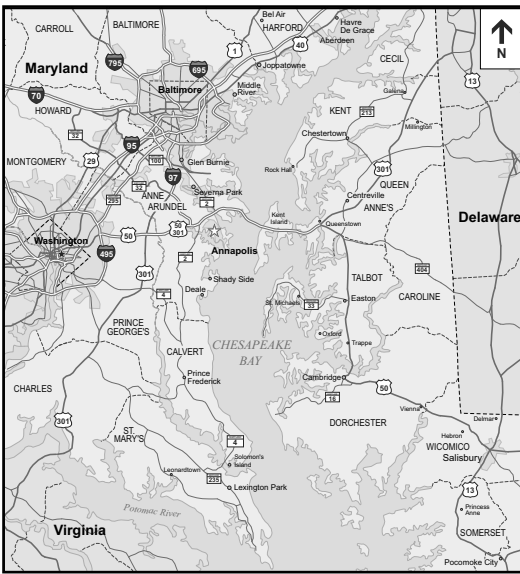 CARROLL
BALTIMORE
Bel Air
HARFORD
Havre
De Grace
Aberdeen
N
795
695
1
40
CECIL
13
Maryland
Joppatowne
Baltimore
Middle
River
Galena
70
HOWARD
KENT
213
Chestertown
Millington
32
95
MONTGOMERY
29
100
Glen Burnie
Rock Hall
97
301
QUEEN
ANNE'S
32
295
Severna Park
ANNE
ARUNDEL
2
Centreville
Kent
Island
Queenstown
Delaware
Washington
50
50
301
Annapolis
495
301
2
404
Shady Side
TALBOT
Deale
4
St. Michaels
33
Easton
CAROLINE
PRINCE
GEORGE'S
Oxford
Trappe
CHESAPEAKE
BAY
CALVERT
Prince
Frederick
Cambridge
50
CHARLES
16
Vienna
301
DORCHESTER
Delmar
ST.
MARY'S
4
Hebron
WICOMICO
Salisbury
Solomon's
Island
Leonardtown
235
Lexington Park
13
Potomac River
Princess
Anne
Virginia
SOMERSET
Pocomoke City